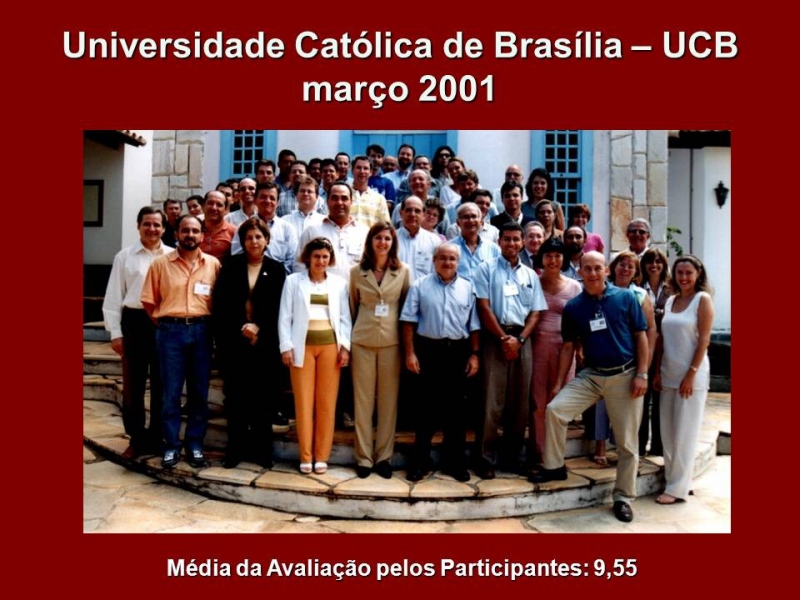 Universidade Católica de Brasília – UCB
março 2001
Média da Avaliação pelos Participantes: 9,55